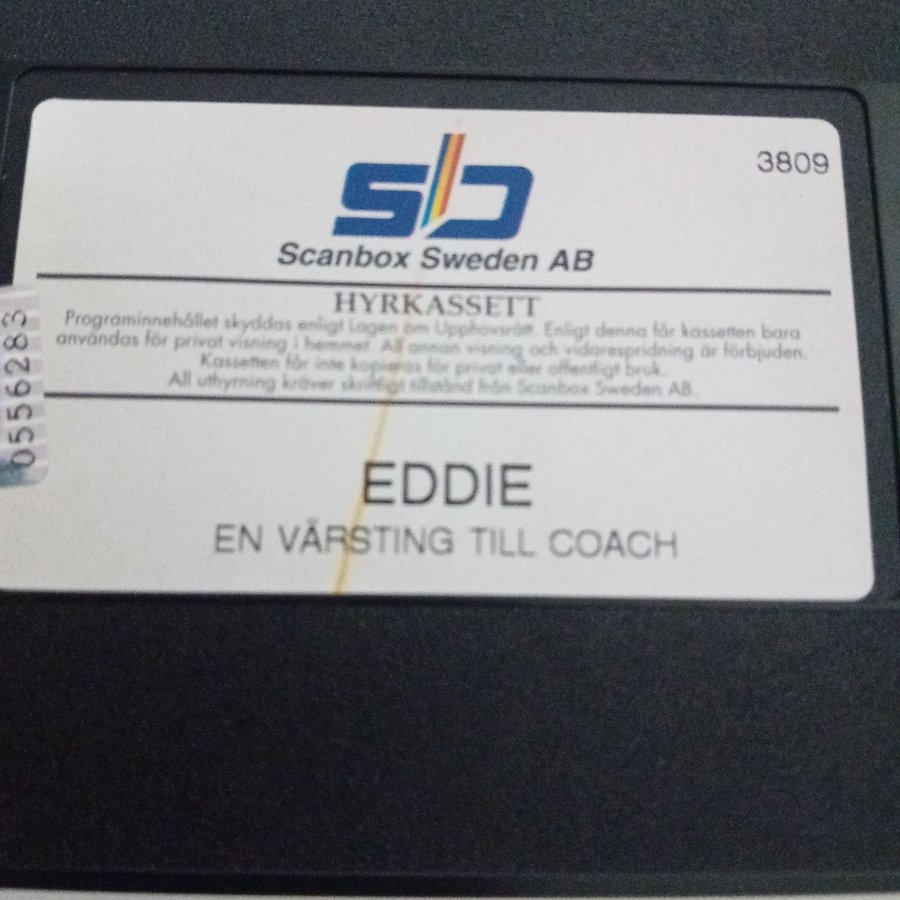 sb
3809
Scanbox Sweden AB
HYRKASSETT
Programinnehållet skyddas enligt Lagen om Upphovsrätt. Enligt denna får kassetten bara
användas för privat visning i hemmet. All annan visning och vidarespridning är förbjuden.
Kassetten får inte kopieras för privat eller offentligt bruk.
All uthyrning kräver skriftligt tillstånd från Scanbox Sweden AB.
0556283
EDDIE
EN VÄRSTING TILL COACH